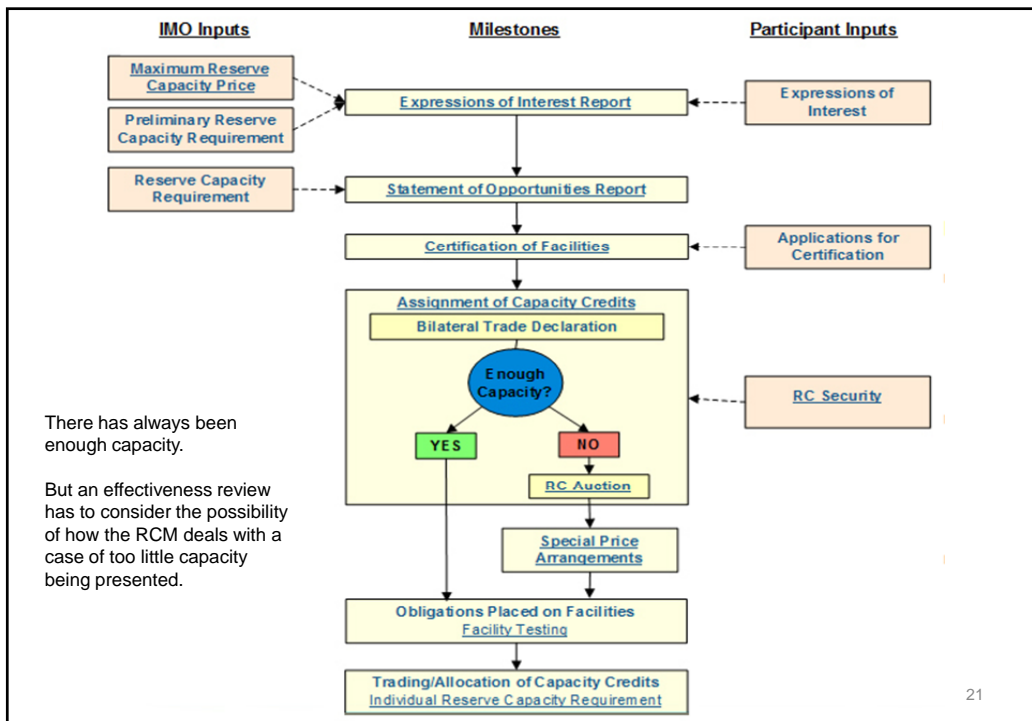 IMO Inputs
Milestones
Participant Inputs
Maximum Reserve
Capacity Price
Preliminary Reserve
Capacity Requirement
Expressions of Interest Report
Expressions of
Interest
Reserve Capacity
Requirement
Statement of Opportunities Report
Certification of Facilities
Applications for
Certification
Assignment of Capacity Credits
Bilateral Trade Declaration
Enough
Capacity?
RC Security
YES
NO
RC Auction
There has always been
enough capacity.
But an effectiveness review
has to consider the possibility
of how the RCM deals with a
case of too little capacity
being presented.
Special Price
Arrangements
Obligations Placed on Facilities
Facility Testing
Trading/Allocation of Capacity Credits
Individual Reserve Capacity Requirement
21